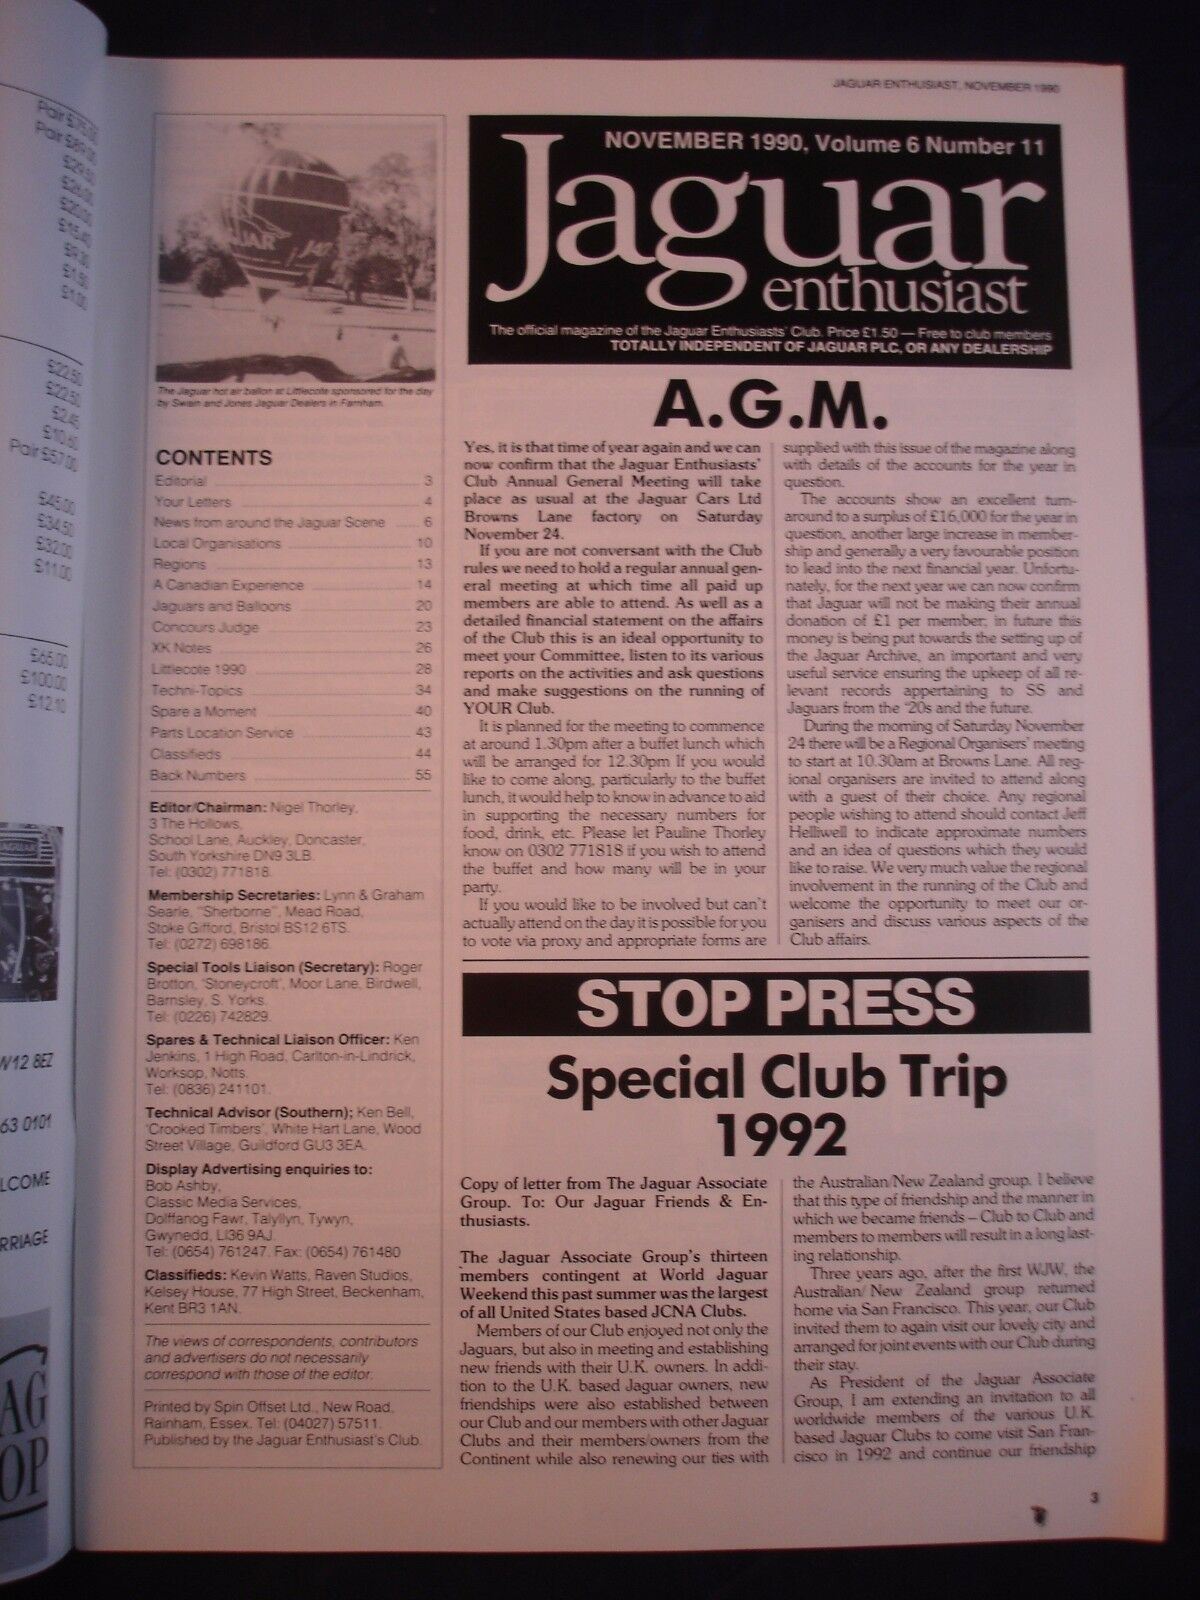 JAGUAR ENTHUSIAST, NOVEMBER 1990
Pair £75.00
Pair £89.00
£29.50
£26.00
£20.00
£15.40
£9.30
£1.50
£1.00
£22.50
£22.50
£2.45
£10.60
Pair £57.00
£45.00
£34.50
£32.00
£11.00
£65.00
£100.00
£12.10
JAGUAR
W12 8EZ
63 0101
LCOME
RRIAGE
AG
OP
The Jaguar hot air ballon at Littlecote sponsored for the day
by Swain and Jones Jaguar Dealers in Farnham.
CONTENTS
Editorial 3
Your Letters 4
News from around the Jaguar Scene 6
Local Organisations 10
Regions 13
A Canadian Experience 14
Jaguars and Balloons 20
Concours Judge 23
XK Notes 26
Littlecote 1990 28
Techni-Topics 34
Spare a Moment 40
Parts Location Service 43
Classifieds 44
Back Numbers 55
Editor/Chairman: Nigel Thorley,
3 The Hollows,
School Lane, Auckley, Doncaster,
South Yorkshire DN9 3LB.
Tel: (0302) 771818.
Membership Secretaries: Lynn & Graham
Searle, "Sherborne", Mead Road,
Stoke Gifford, Bristol BS12 6TS.
Tel: (0272) 698186.
Special Tools Liaison (Secretary): Roger
Brotton, 'Stoneycroft', Moor Lane, Birdwell,
Barnsley, S. Yorks.
Tel: (0226) 742829.
Spares & Technical Liaison Officer: Ken
Jenkins, 1 High Road, Carlton-in-Lindrick,
Worksop, Notts.
Tel: (0836) 241101.
Technical Advisor (Southern); Ken Bell,
'Crooked Timbers', White Hart Lane, Wood
Street Village, Guildford GU3 3EA.
Display Advertising enquiries to:
Bob Ashby,
Classic Media Services,
Dolffanog Fawr, Talyllyn, Tywyn,
Gwynedd, LI36 9AJ.
Tel: (0654) 761247. Fax: (0654) 761480
Classifieds: Kevin Watts, Raven Studios,
Kelsey House, 77 High Street, Beckenham,
Kent BR3 1AN.
The views of correspondents, contributors
and advertisers do not necessarily
correspond with those of the editor.
Printed by Spin Offset Ltd., New Road,
Rainham, Essex. Tel: (04027) 57511.
Published by the Jaguar Enthusiast's Club.
NOVEMBER 1990, Volume 6 Number 11
Jaguar
enthusiast
The official magazine of the Jaguar Enthusiasts' Club. Price £1.50 — Free to club members
TOTALLY INDEPENDENT OF JAGUAR PLC, OR ANY DEALERSHIP
A.G.M.
Yes, it is that time of year again and we can
now confirm that the Jaguar Enthusiasts'
Club Annual General Meeting will take
place as usual at the Jaguar Cars Ltd
Browns Lane factory on Saturday
November 24.
If you are not conversant with the Club
rules we need to hold a regular annual gen-
eral meeting at which time all paid up
members are able to attend. As well as a
detailed financial statement on the affairs
of the Club this is an ideal opportunity to
meet your Committee, listen to its various
reports on the activities and ask questions
and make suggestions on the running of
YOUR Club.
It is planned for the meeting to commence
at around 1.30pm after a buffet lunch which
will be arranged for 12.30pm If you would
like to come along, particularly to the buffet
lunch, it would help to know in advance to aid
in supporting the necessary numbers for
food, drink, etc. Please let Pauline Thorley
know on 0302 771818 if you wish to attend
the buffet and how many will be in your
party.
If you would like to be involved but can't
actually attend on the day it is possible for you
to vote via proxy and appropriate forms are
supplied with this issue of the magazine along
with details of the accounts for the year in
question.
The accounts show an excellent turn-
around to a surplus of £16,000 for the year in
question, another large increase in member-
ship and generally a very favourable position
to lead into the next financial year. Unfortu-
nately, for the next year we can now confirm
that Jaguar will not be making their annual
donation of £1 per member; in future this
money is being put towards the setting up of
the Jaguar Archive, an important and very
useful service ensuring the upkeep of all re-
levant records appertaining to SS and
Jaguars from the '20s and the future.
During the morning of Saturday November
24 there will be a Regional Organisers' meeting
to start at 10.30am at Browns Lane. All reg-
ional organisers are invited to attend along
with a guest of their choice. Any regional
people wishing to attend should contact Jeff
Helliwell to indicate approximate numbers
and an idea of questions which they would
like to raise. We very much value the regional
involvement in the running of the Club and
welcome the opportunity to meet our or-
ganisers and discuss various aspects of the
Club affairs.
STOP PRESS
Special Club Trip
1992
Copy of letter from The Jaguar Associate
Group. To: Our Jaguar Friends & En-
thusiasts.
The Jaguar Associate Group's thirteen
members contingent at World Jaguar
Weekend this past summer was the largest
of all United States based JCNA Clubs.
Members of our Club enjoyed not only the
Jaguars, but also in meeting and establishing
new friends with their U.K. owners. In addi-
tion to the U.K. based Jaguar owners, new
friendships were also established between
our Club and our members with other Jaguar
Clubs and their members/owners from the
Continent while also renewing our ties with
the Australian/New Zealand group. I believe
that this type of friendship and the manner in
which we became friends – Club to Club and
members to members will result in a long last-
ing relationship.
Three years ago, after the first WJW, the
Australian/New Zealand group returned
home via San Francisco. This year, our Club
invited them to again visit our lovely city and
arranged for joint events with our Club during
their stay.
As President of the Jaguar Associate
Group, I am extending an invitation to all
worldwide members of the various U.K.
based Jaguar Clubs to come visit San Fran-
cisco in 1992 and continue our friendship
3